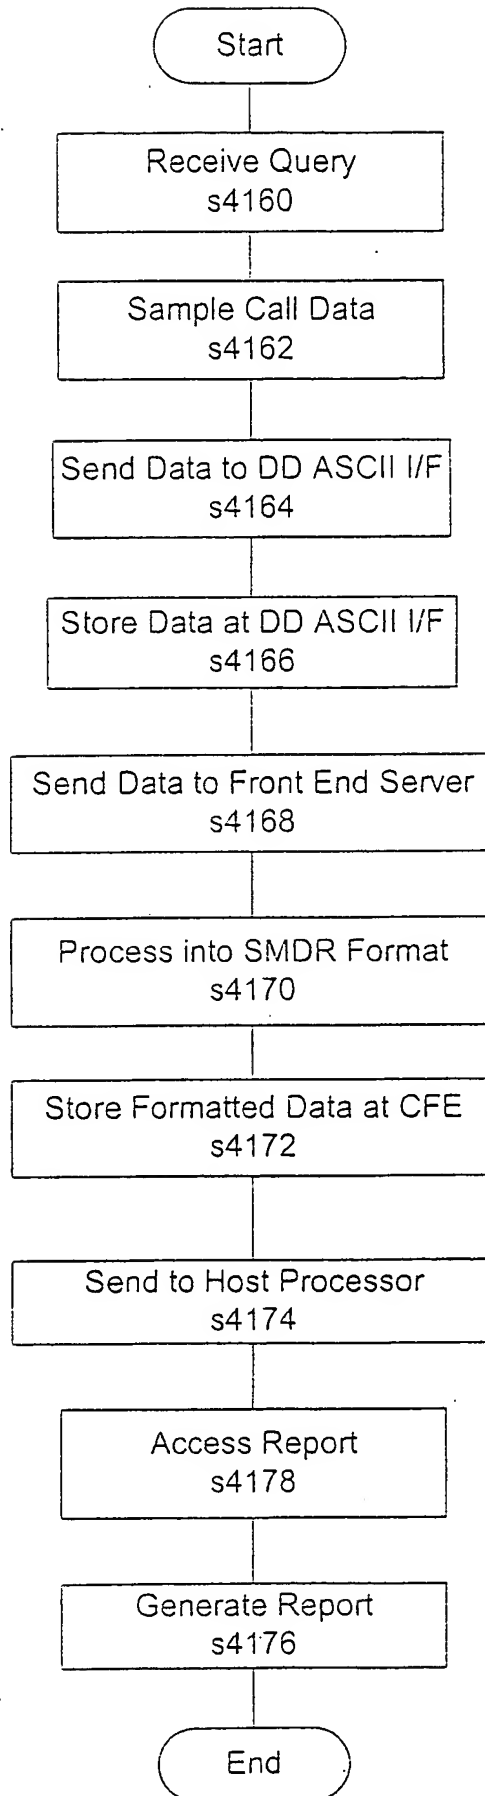 Start
Receive Query
s4160
Sample Call Data
s4162
Send Data to DD ASCII I/F
s4164
Store Data at DD ASCII I/F
s4166
Send Data to Front End Server
s4168
Process into SMDR Format
s4170
Store Formatted Data at CFE
s4172
Send to Host Processor
s4174
Access Report
s4178
Generate Report
s4176
End